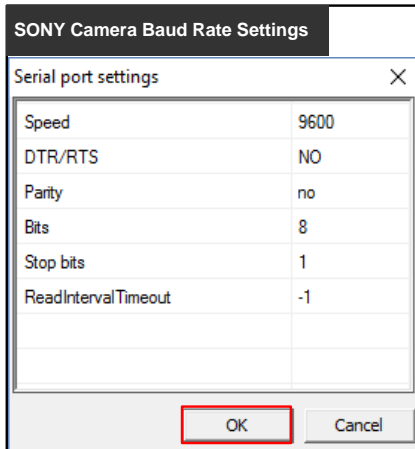 SONY Camera Baud Rate Settings
Serial port settings
Speed 9600
DTR/RTS NO
Parity no
Bits 8
Stop bits 1
ReadIntervalTimeout -1
OK Cancel